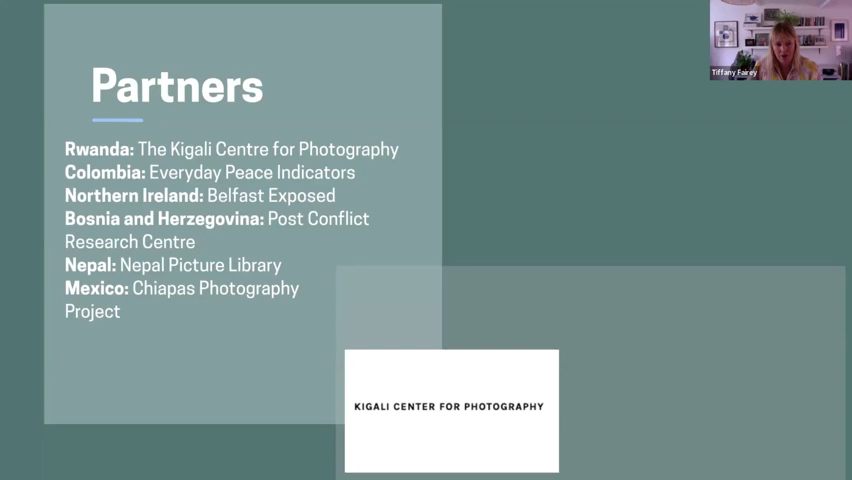 Partners
Rwanda: The Kigali Centre for Photography
Colombia: Everyday Peace Indicators
Northern Ireland: Belfast Exposed
Bosnia and Herzegovina: Post Conflict
Research Centre
Nepal: Nepal Picture Library
Mexico: Chiapas Photography
Project
KIGALI CENTER FOR PHOTOGRAPHY
Tiffany Fairey